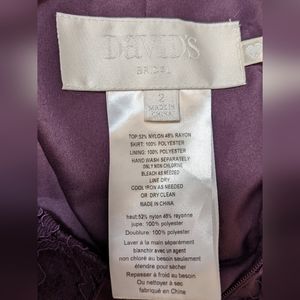 DAVID'S
BRIDAL
2
MADE IN
CHINA
TOP:52% NYLON 48% RAYON
SKIRT: 100% POLYESTER
LINING: 100% POLYESTER
HAND WASH SEPARATELY
ONLY NON CHLORINE
BLEACH AS NEEDED
LINE DRY
COOL IRON AS NEEDED
OR DRY CLEAN
MADE IN CHINA
haut:52% nylon 48% rayonne
jupe: 100% polyester
Doublure: 100% polyester
Laver à la main séparément
blanchir avec un agent
non chloré au besoin seulement
étendre pour sécher
Repasser à froid au besoin
Ou nettoyer à sec
fabriqué en Chine